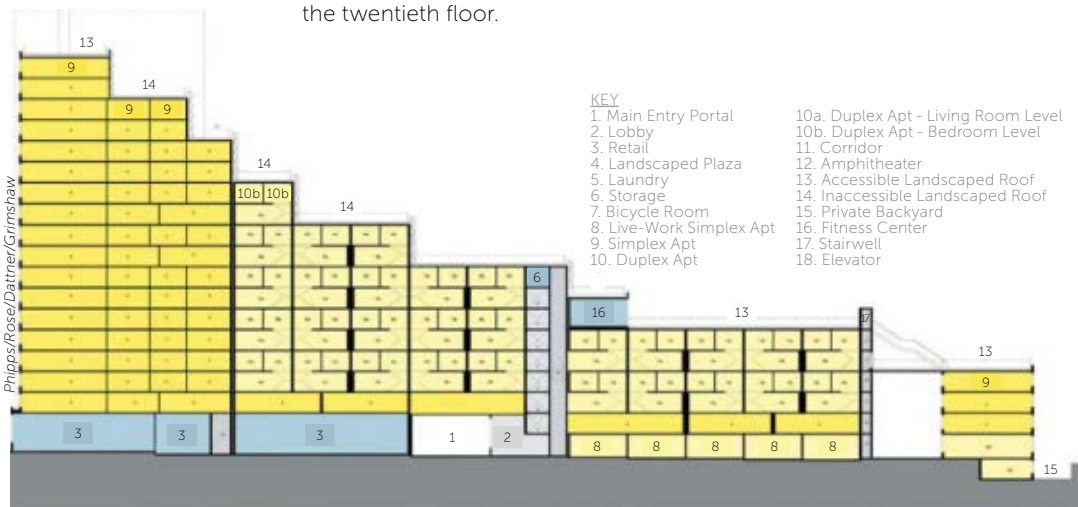 the twentieth floor.
13
9
14
9 9
14
10b 10b
14
6
16
13
17
13
9
3
3
3
1
2
8
8
8
8
8
15
KEY
1. Main Entry Portal
2. Lobby
3. Retail
4. Landscaped Plaza
5. Laundry
6. Storage
7. Bicycle Room
8. Live-Work Simplex Apt
9. Simplex Apt
10. Duplex Apt
10a. Duplex Apt - Living Room Level
10b. Duplex Apt - Bedroom Level
11. Corridor
12. Amphitheater
13. Accessible Landscaped Roof
14. Inaccessible Landscaped Roof
15. Private Backyard
16. Fitness Center
17. Stairwell
18. Elevator
Phipps/Rose/Dattner/Grimshaw